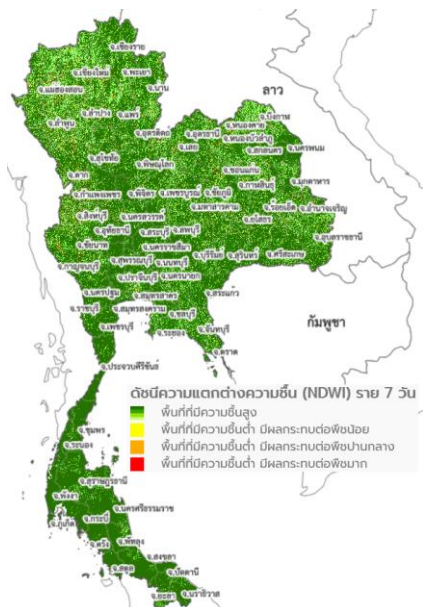 จ.เชียงราย
จ.เชียงใหม่
จ.พะเยา
จ.แม่ฮ่องสอน
จ.น่าน
ลาว
จ.ลำปาง
จ.แพร่
จ.ลำพูน
จ.บึงกาฬ
จ.หนองคาย
จ.อุตรดิตถ์
จ.อุดรธานี
จ.หนองบัวลำภู
จ.เลย
จ.สกลนคร
จ.นครพนม
จ.สุโขทัย
จ.พิษณุโลก
จ.ตาก
จ.ขอนแก่น
จ.กาฬสินธุ์
จ.มุกดาหาร
จ.กำแพงเพชร
จ.พิจิตร
จ.เพชรบูรณ์
จ.ชัยภูมิ
จ.มหาสารคาม
จ.ร้อยเอ็ด
จ.อำนาจเจริญ
จ.สิงห์บุรี
จ.นครสวรรค์
จ.ยโสธร
จ.อุทัยธานี
จ.สระบุรี
จ.ลพบุรี
จ.อุบลราชธานี
จ.ชัยนาท
จ.นครราชสีมา
จ.บุรีรัมย์
จ.สุรินทร์
จ.ศรีสะเกษ
จ.กาญจนบุรี
จ.สุพรรณบุรี
จ.นนทบุรี
จ.ปราจีนบุรี
จ.นครนายก
จ.นครปฐม
จ.สมุทรสาคร
จ.สระแก้ว
จ.ราชบุรี
จ.สมุทรสงคราม
จ.ชลบุรี
กัมพูชา
จ.เพชรบุรี
จ.ระยอง
จ.จันทบุรี
จ.ตราด
จ.ประจวบคีรีขันธ์
ดัชนีความแตกต่างความชื้น (NDWI) ราย 7 วัน
พื้นที่ที่มีความชื้นสูง
พื้นที่ที่มีความชื้นต่ำ มีผลกระทบต่อพืชน้อย
พื้นที่ที่มีความชื้นต่ำ มีผลกระทบต่อพืชปานกลาง
พื้นที่ที่มีความชื้นต่ำ มีผลกระทบต่อพืชมาก
จ.ชุมพร
จ.ระนอง
จ.สุราษฎร์ธานี
จ.พังงา
จ.นครศรีธรรมราช
จ.กระบี่
จ.ภูเก็ต
จ.ตรัง
จ.พัทลุง
จ.สงขลา
จ.สตูล
จ.ปัตตานี
จ.ยะลา
จ.นราธิวาส